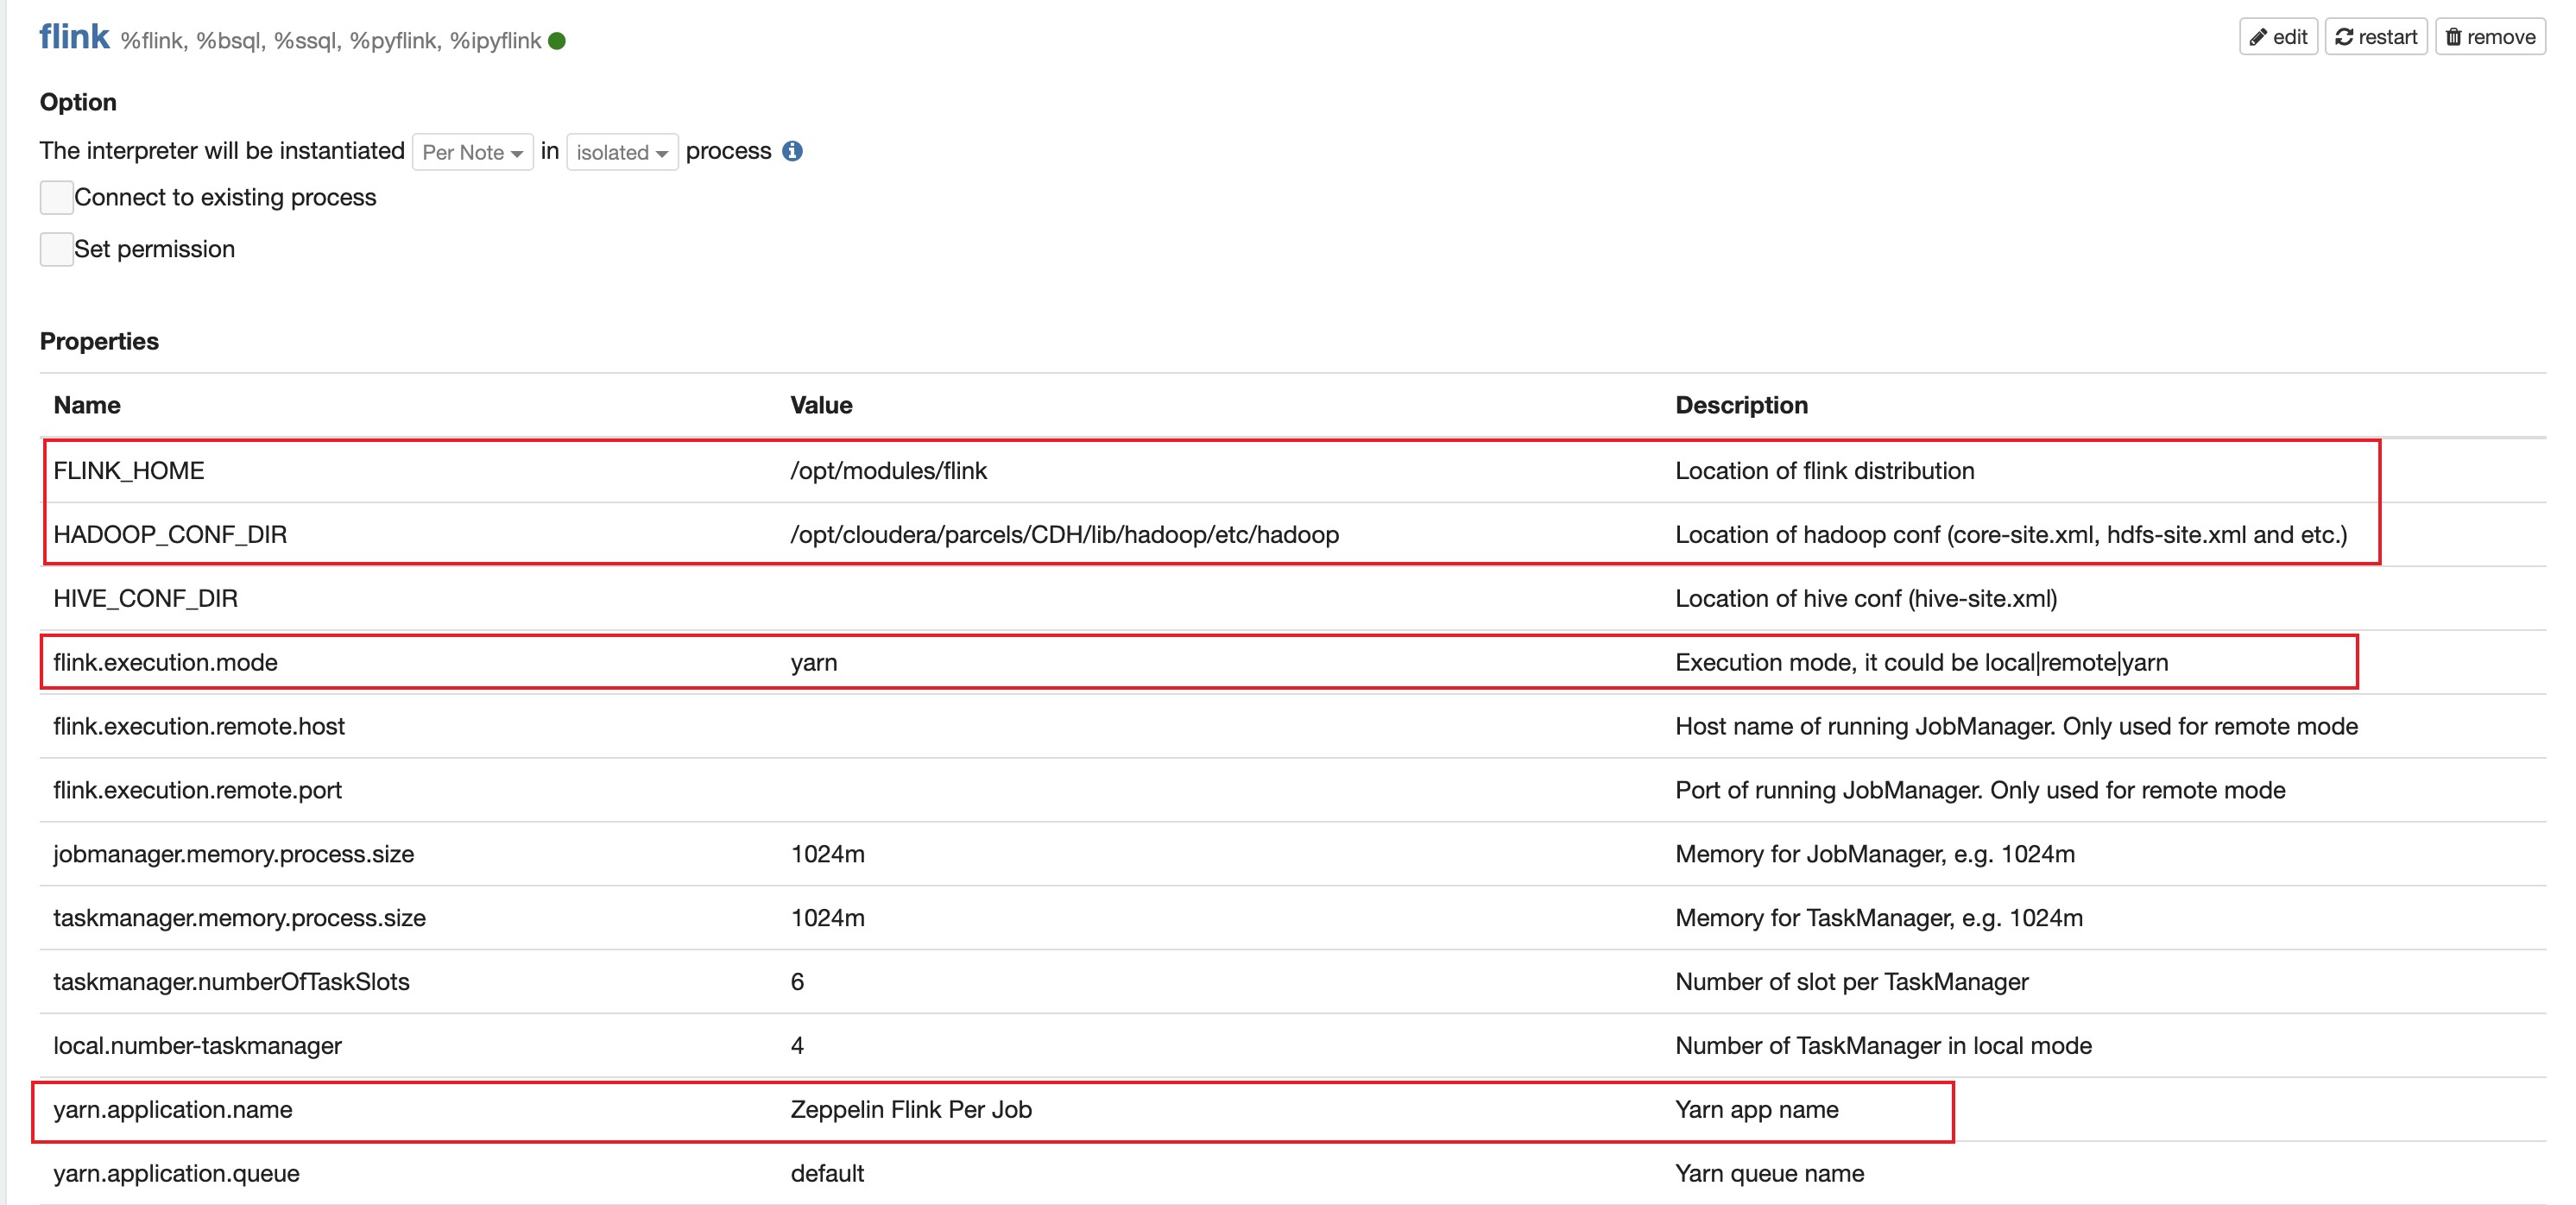 flink %flink, %bsql, %ssql, %pyflink, %ipyflink edit restart remove
Option
The interpreter will be instantiated Per Note in isolated process
Connect to existing process
Set permission
Properties
Name Value Description
FLINK_HOME /opt/modules/flink Location of flink distribution
HADOOP_CONF_DIR /opt/cloudera/parcels/CDH/lib/hadoop/etc/hadoop Location of hadoop conf (core-site.xml, hdfs-site.xml and etc.)
HIVE_CONF_DIR Location of hive conf (hive-site.xml)
flink.execution.mode yarn Execution mode, it could be local|remote|yarn
flink.execution.remote.host Host name of running JobManager. Only used for remote mode
flink.execution.remote.port Port of running JobManager. Only used for remote mode
jobmanager.memory.process.size 1024m Memory for JobManager, e.g. 1024m
taskmanager.memory.process.size 1024m Memory for TaskManager, e.g. 1024m
taskmanager.numberOfTaskSlots 6 Number of slot per TaskManager
local.number-taskmanager 4 Number of TaskManager in local mode
yarn.application.name Zeppelin Flink Per Job Yarn app name
yarn.application.queue default Yarn queue name